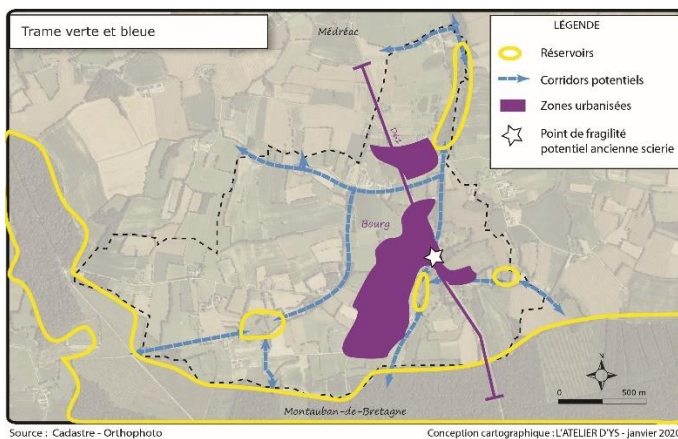 Trame verte et bleue
Médréac
LÉGENDE
Réservoirs
Corridors potentiels
Zones urbanisées
Point de fragilité
potentiel ancienne scierie
D61
Bourg
N
0 500 m
Montauban-de-Bretagne
Source : Cadastre - Orthophoto
Conception cartographique : L'ATELIER D'YS - janvier 2020